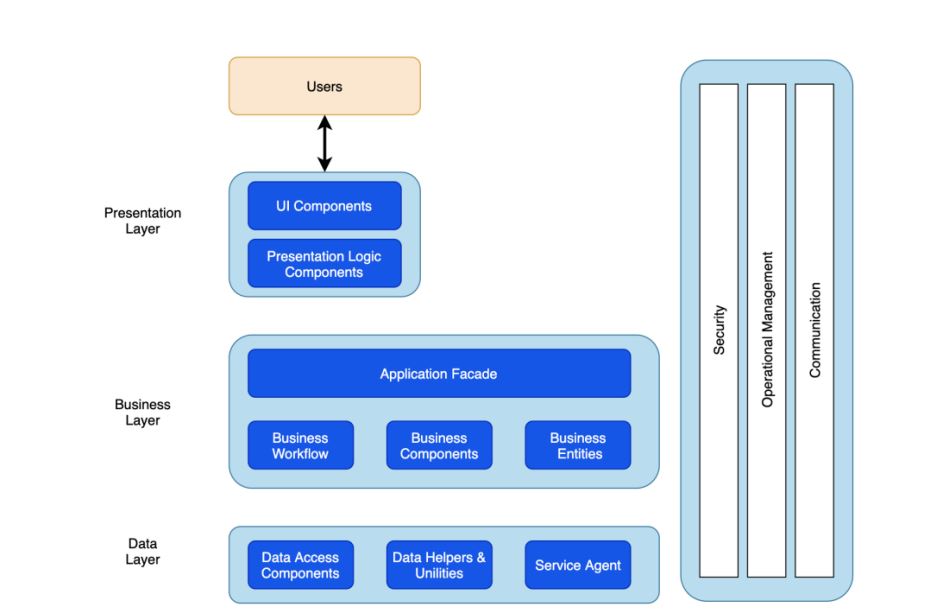 Users
Presentation
Layer
UI Components
Presentation Logic
Components
Business
Layer
Application Facade
Business
Workflow
Business
Components
Business
Entities
Data
Layer
Data Access
Components
Data Helpers &
Unilities
Service Agent
Security
Operational Management
Communication